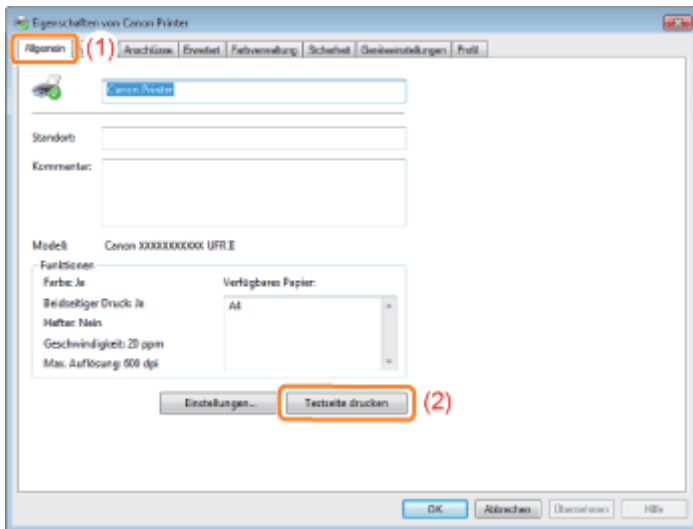 Eigenschaften von Canon Printer
Allgemein (1) Anschlüsse Erweitert Farbverwaltung Sicherheit Geräteeinstellungen Profil
Canon Printer
Standort:
Kommentar:
Modell: Canon XXXXXXXXXXX UFR II
Funktionen
Farbe: Ja Verfügbares Papier:
Beidseitiger Druck: Ja A4
Heften: Nein
Geschwindigkeit: 20 ppm
Max. Auflösung: 600 dpi
Einstellungen... Testseite drucken (2)
OK Abbrechen Übernehmen Hilfe